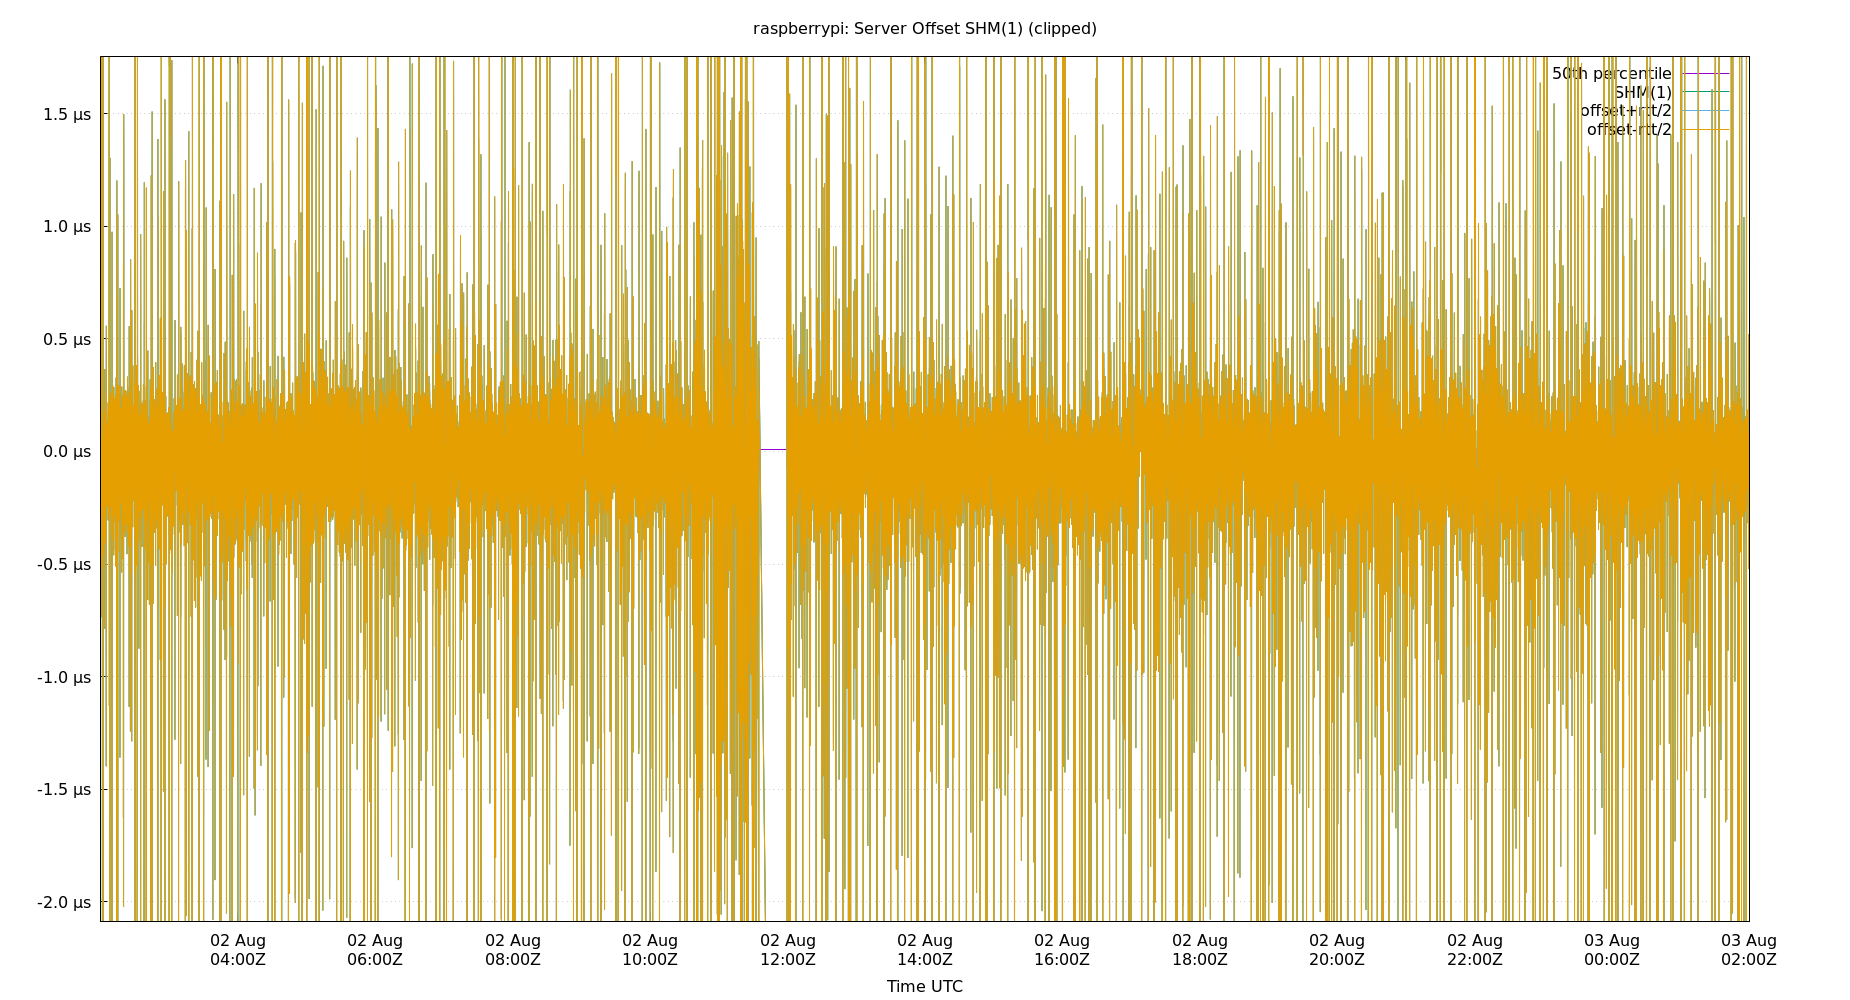 raspberrypi: Server Offset SHM(1) (clipped)
50th percentile
SHM(1)
offset+rtt/2
offset-rtt/2
1.5 µs
1.0 µs
0.5 µs
0.0 µs
-0.5 µs
-1.0 µs
-1.5 µs
-2.0 µs
02 Aug 02 Aug 02 Aug 02 Aug 02 Aug 02 Aug 02 Aug 02 Aug 02 Aug 02 Aug 03 Aug 03 Aug
04:00Z 06:00Z 08:00Z 10:00Z 12:00Z 14:00Z 16:00Z 18:00Z 20:00Z 22:00Z 00:00Z 02:00Z
Time UTC